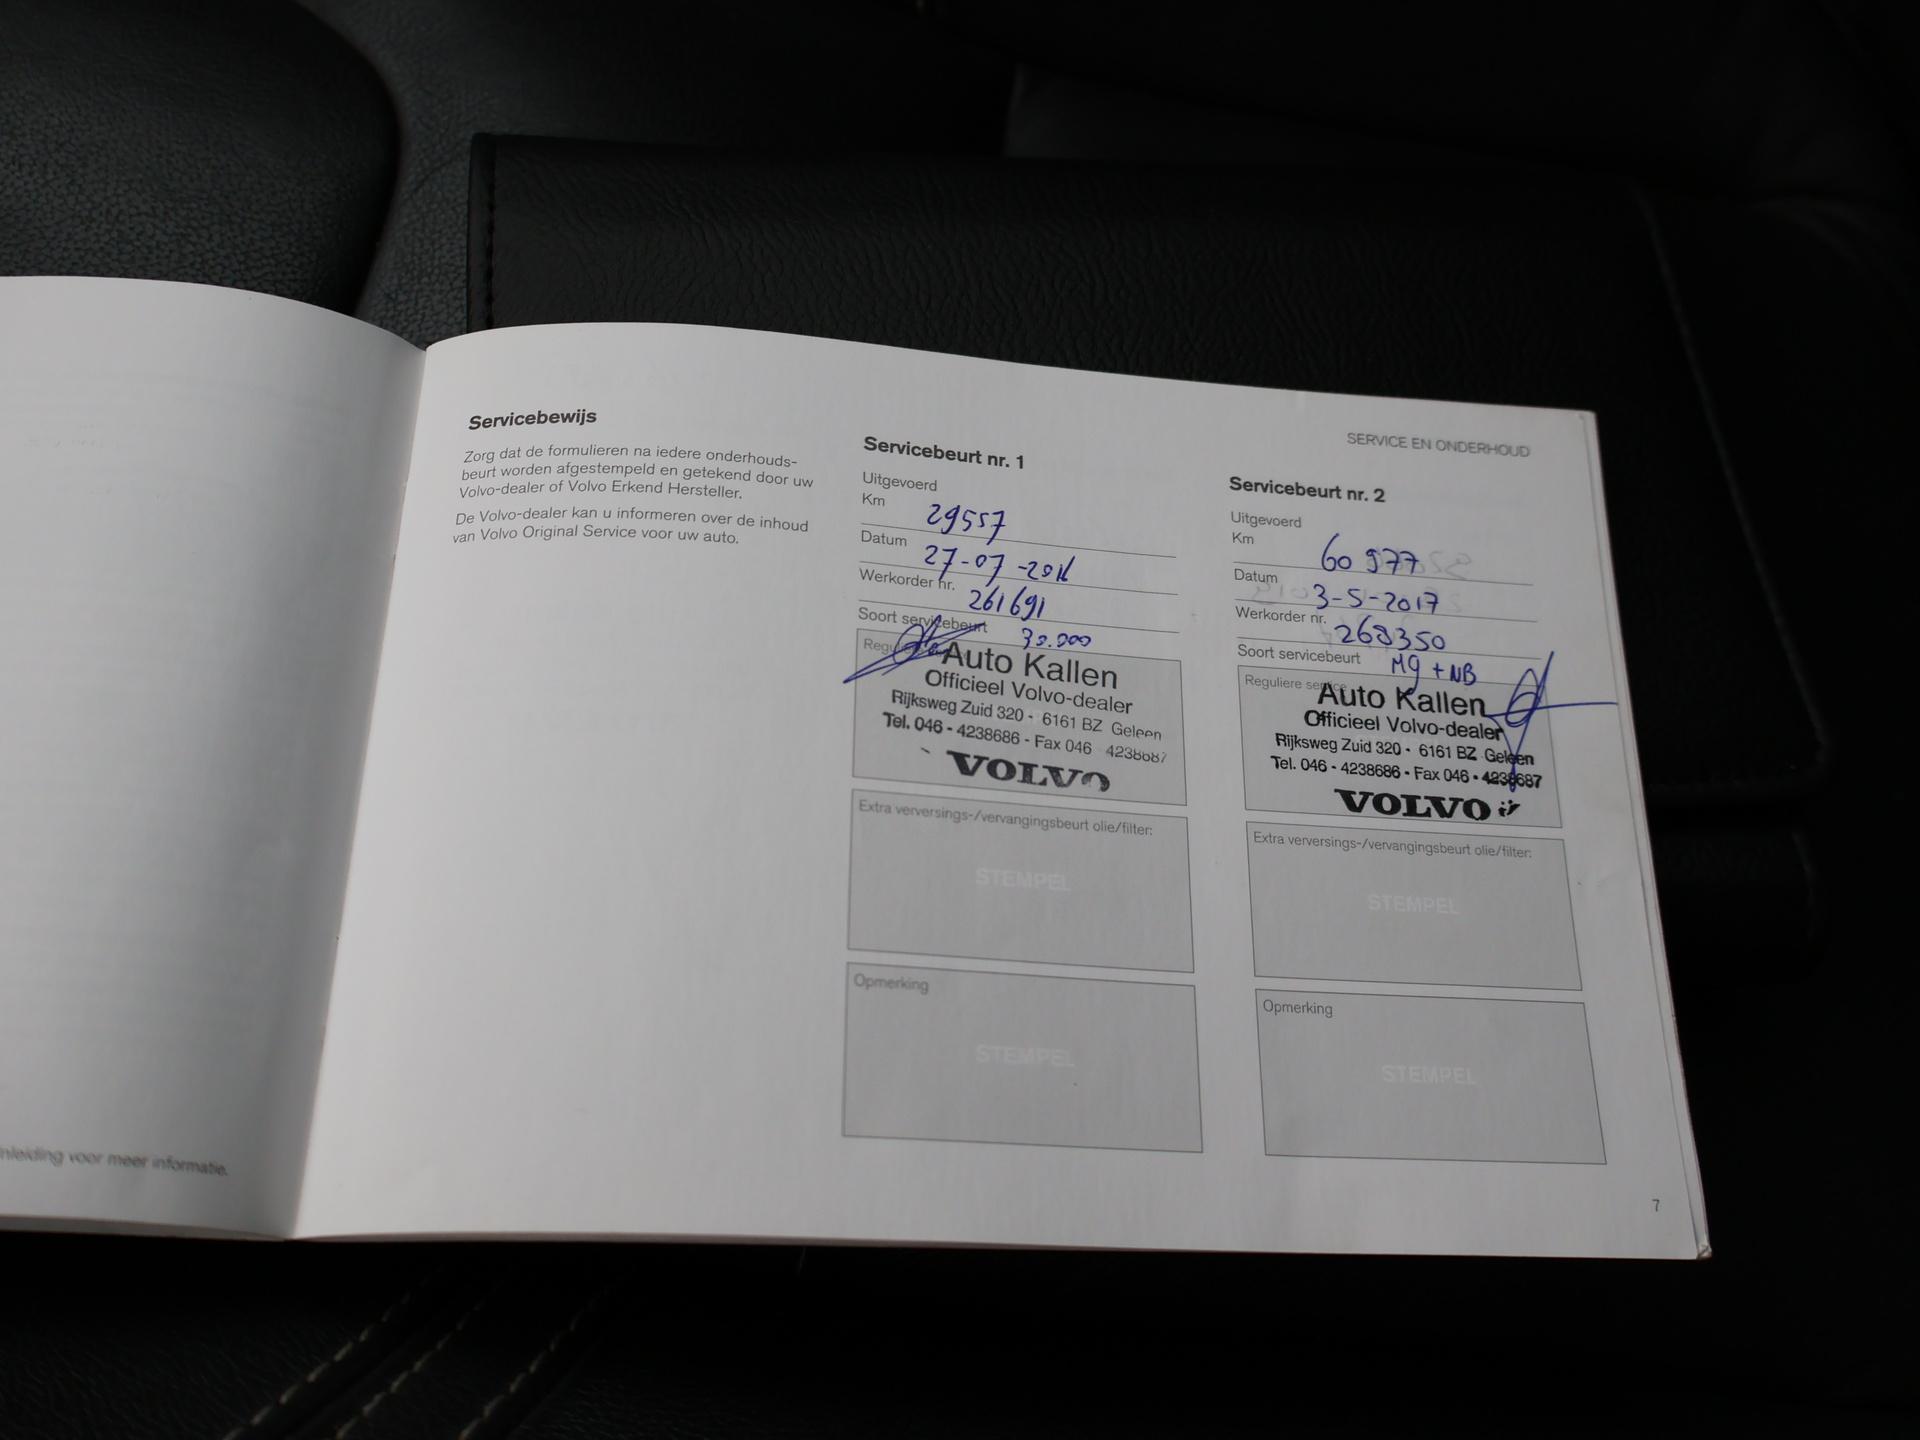 Servicebewijs
Zorg dat de formulieren na iedere onderhouds-
beurt worden afgestempeld en getekend door uw
Volvo-dealer of Volvo Erkend Hersteller.
De Volvo-dealer kan u informeren over de inhoud
van Volvo Original Service voor uw auto.
Servicebeurt nr. 1
Uitgevoerd
Km 29557
Datum 27-07-2016
Werkorder nr. 261691
Soort servicebeurt 30.000
Auto Kallen
Officieel Volvo-dealer
Rijksweg Zuid 320 - 6161 BZ Geleen
Tel. 046 - 4238686 - Fax 046 4238687
VOLVO
Extra verversings-/vervangingsbeurt olie/filter:
STEMPEL
Opmerking
STEMPEL
SERVICE EN ONDERHOUD
Servicebeurt nr. 2
Uitgevoerd
Km 60977
Datum 3-5-2017
Werkorder nr. 268350
Soort servicebeurt Mg + NB
Reguliere service
Auto Kallen
Officieel Volvo-dealer
Rijksweg Zuid 320 - 6161 BZ Geleen
Tel. 046 - 4238686 - Fax 046 - 4238687
VOLVO
Extra verversings-/vervangingsbeurt olie/filter:
STEMPEL
Opmerking
STEMPEL
7
voor meer informatie.